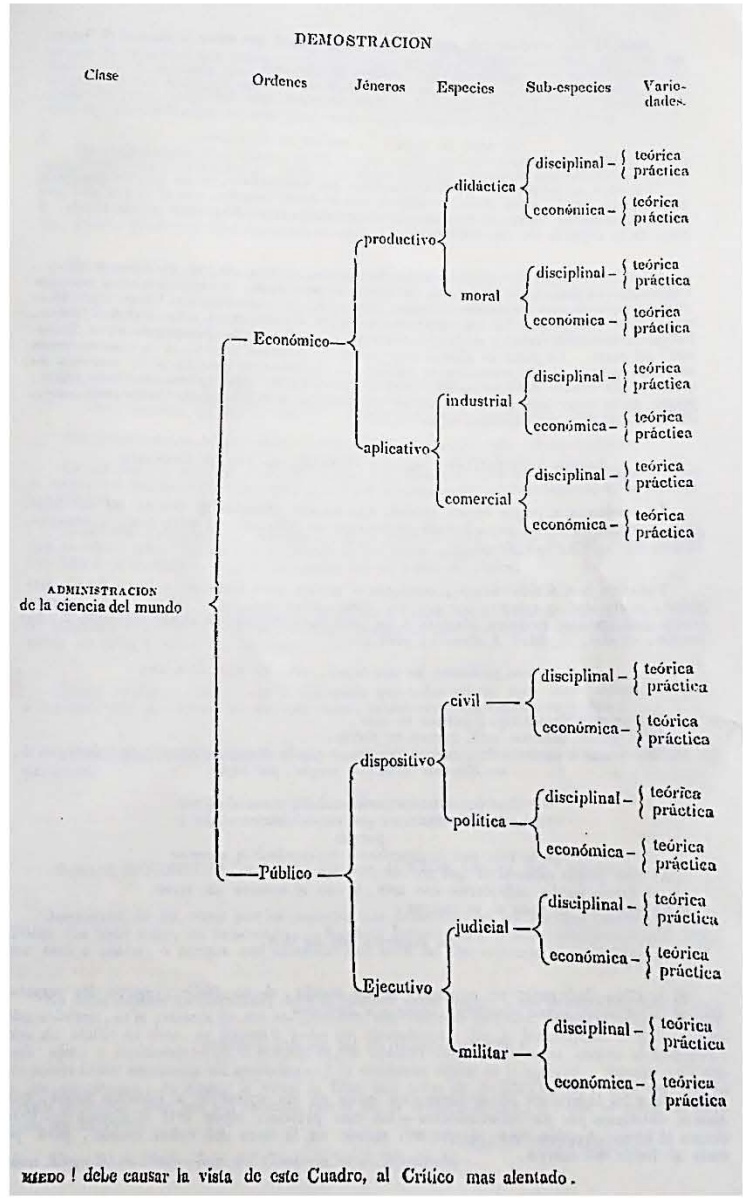 DEMOSTRACION
Clase Ordenes Jéneros Especies Sub-especies Vario-
dades.
disciplinal – { teórica
práctica
didáctica
económica – { teórica
práctica
productivo
disciplinal – { teórica
práctica
moral
económica – { teórica
práctica
Económico
disciplinal – { teórica
práctica
industrial
económica – { teórica
práctica
aplicativo
disciplinal – { teórica
práctica
comercial
económica – { teórica
práctica
ADMINISTRACION
de la ciencia del mundo
disciplinal – { teórica
práctica
civil
económica – { teórica
práctica
dispositivo
disciplinal – { teórica
práctica
política
económica – { teórica
práctica
Público
disciplinal – { teórica
práctica
judicial
económica – { teórica
práctica
Ejecutivo
disciplinal – { teórica
práctica
militar
económica – { teórica
práctica
MIEDO ! debe causar la vista de este Cuadro, al Crítico mas alentado.